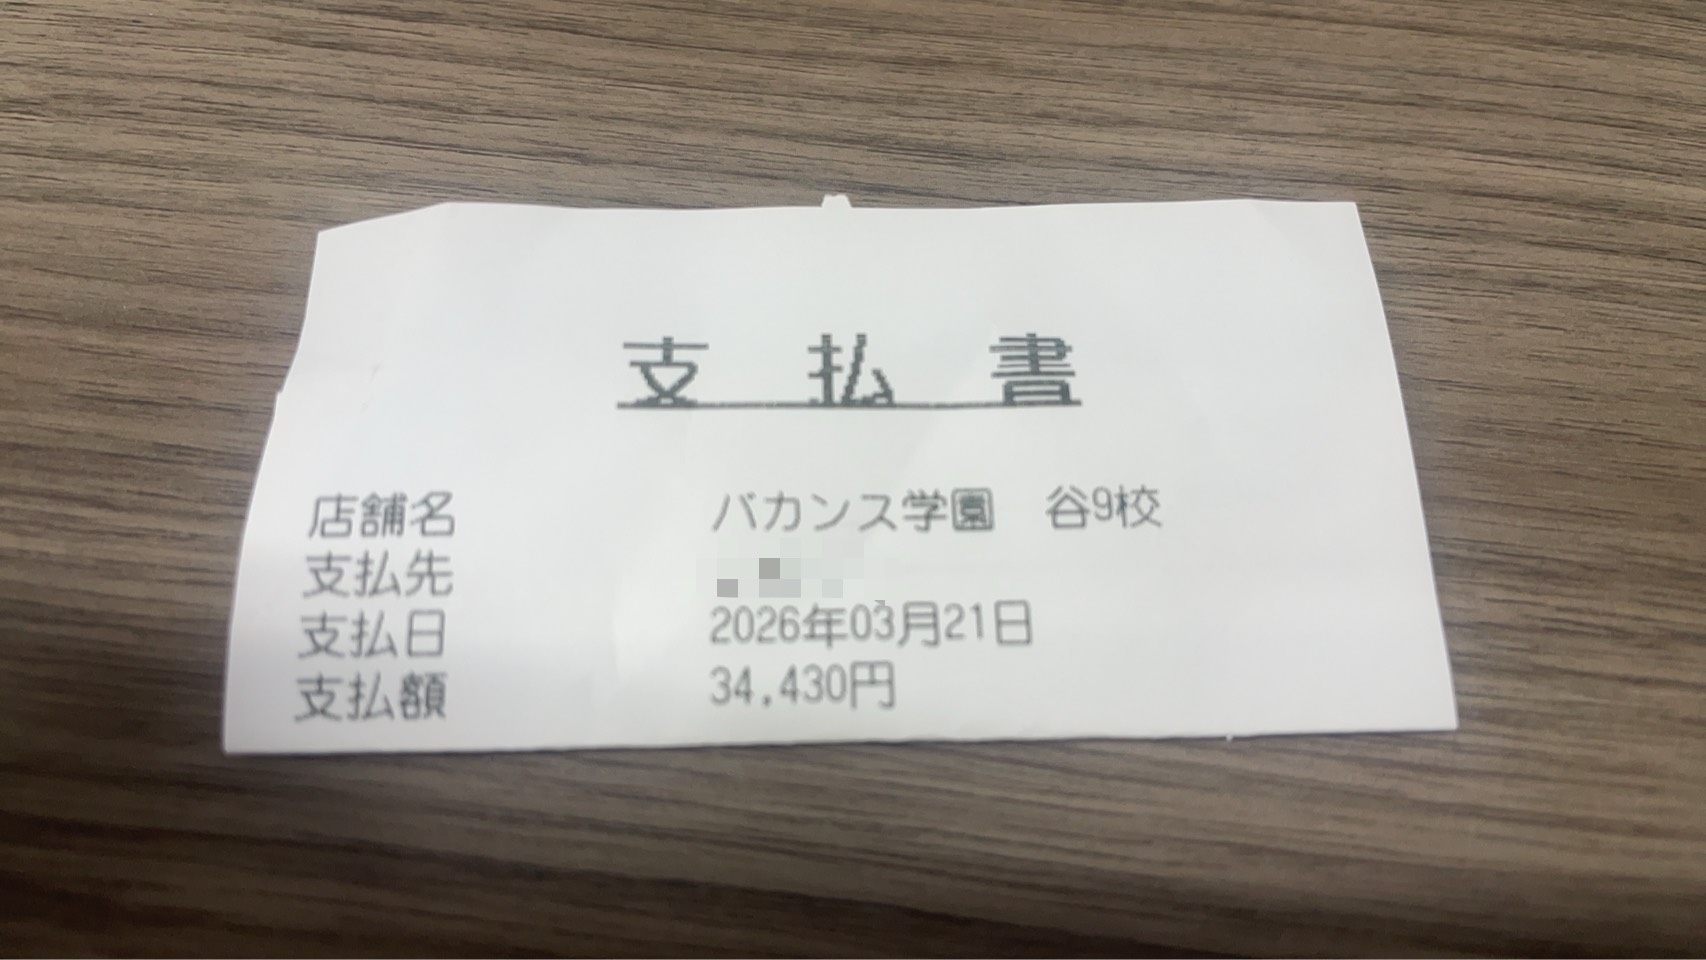 支払書
店舗名 バカンス学園 谷9校
支払先
支払日 2026年03月21日
支払額 34,430円